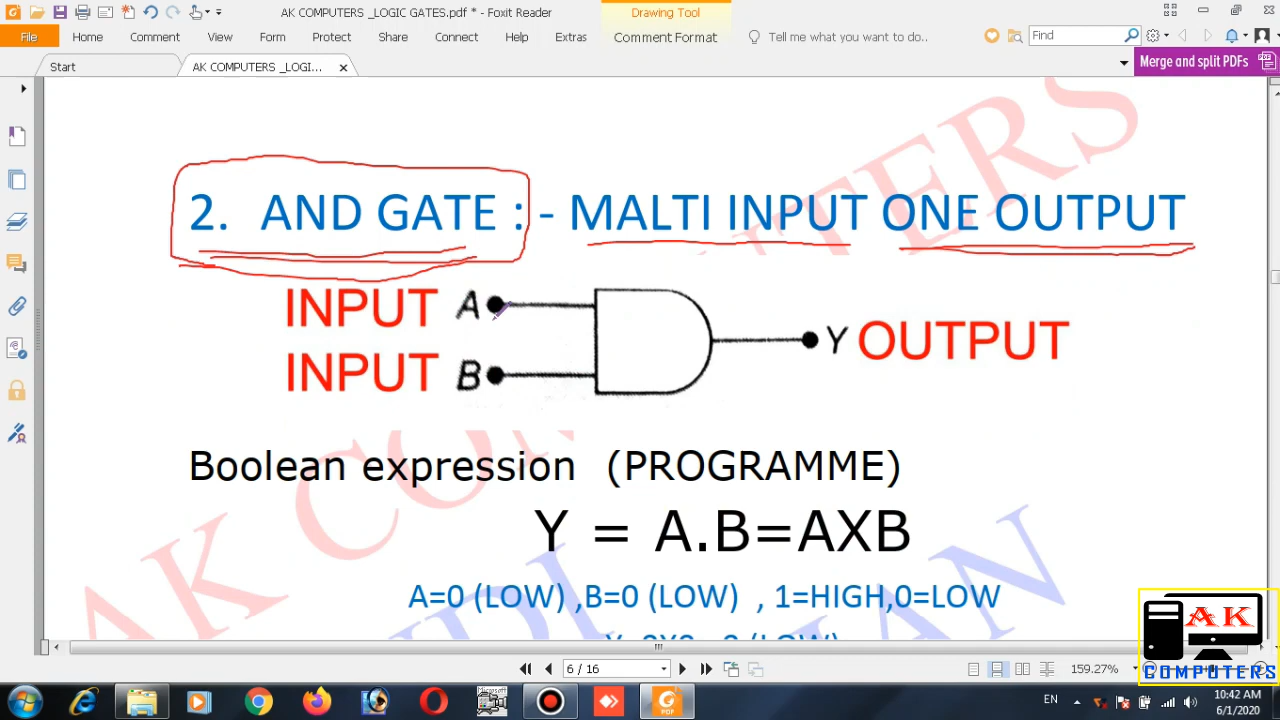 AK COMPUTERS _LOGIC GATES.pdf * - Foxit Reader
Drawing Tool
File Home Comment View Form Protect Share Connect Help Extras Comment Format Tell me what you want to do.. Find
Start
AK COMPUTERS _LOGI...
Merge and split PDFs
2. AND GATE : - MALTI INPUT ONE OUTPUT
INPUT A
Y OUTPUT
INPUT B
Boolean expression (PROGRAMME)
Y = A.B=AXB
A=0 (LOW) ,B=0 (LOW) , 1=HIGH,0=LOW
AK
COMPUTERS
6 / 16
159.27%
EN
10:42 AM
6/1/2020